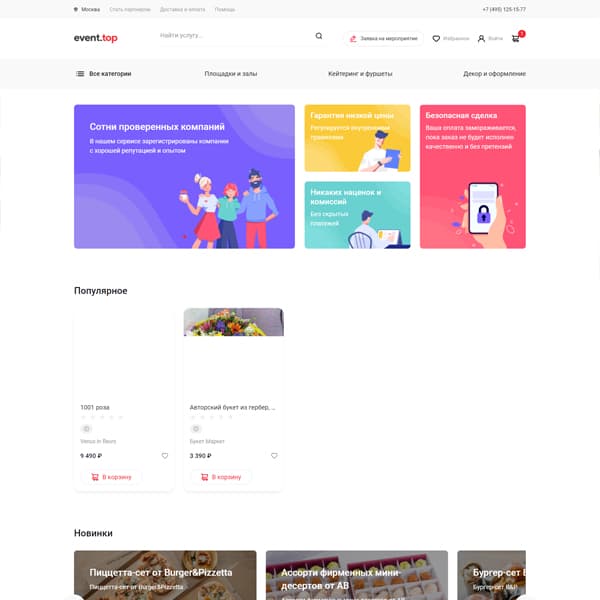 Москва
Стать партнером
Доставка и оплата
Помощь
+7 (495) 125-15-77
event.top
Найти услугу...
Заявка на мероприятие
Избранное
Войти
1
Все категории
Площадки и залы
Кейтеринг и фуршеты
Декор и оформление
Сотни проверенных компаний
В нашем сервисе зарегистрированы компании
с хорошей репутацией и опытом
Гарантия низкой цены
Регулируется внутренними
правилами
Никаких наценок и
комиссий
Без скрытых
платежей
Безопасная сделка
Ваша оплата замораживается,
пока заказ не будет исполнен
качественно и без претензий
Популярное
1001 роза
Venus in fleurs
9 490 ₽
В корзину
Авторский букет из гербер, ...
Букет Маркет
3 390 ₽
В корзину
Новинки
Пиццетта-сет от Burger&Pizzetta
Пиццетта-сет от Burger&Pizzetta
Ассорти фирменных мини-
десертов от АВ
Бургер-сет B
Бургер-сет B&P